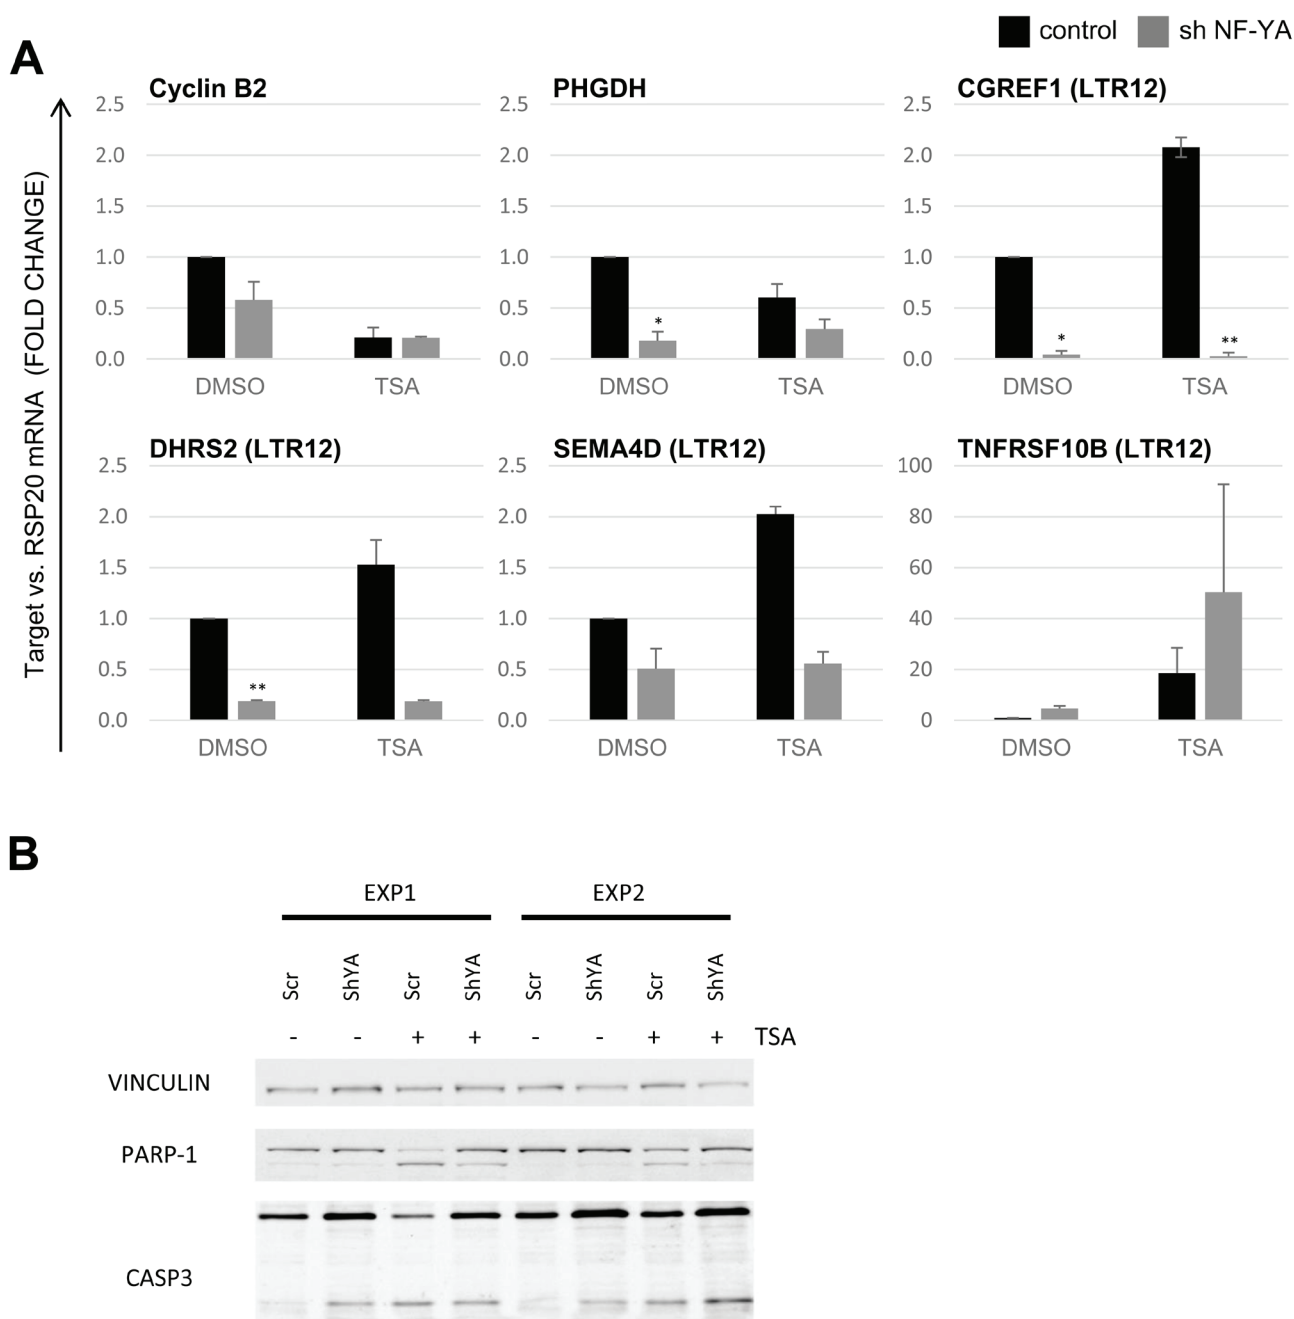 control sh NF-YA
A
Target vs. RSP20 mRNA (FOLD CHANGE)
Cyclin B2
2.5
2.0
1.5
1.0
0.5
0.0
DMSO TSA
PHGDH
2.5
2.0
1.5
1.0
0.5
*
0.0
DMSO TSA
CGREF1 (LTR12)
2.5
2.0
1.5
1.0
0.5
* **
0.0
DMSO TSA
DHRS2 (LTR12)
2.5
2.0
1.5
1.0
0.5
**
0.0
DMSO TSA
SEMA4D (LTR12)
2.5
2.0
1.5
1.0
0.5
0.0
DMSO TSA
TNFRSF10B (LTR12)
100
80
60
40
20
0
DMSO TSA
B
EXP1 EXP2
Scr ShYA Scr ShYA Scr ShYA Scr ShYA
- - + + - - + + TSA
VINCULIN
PARP-1
CASP3